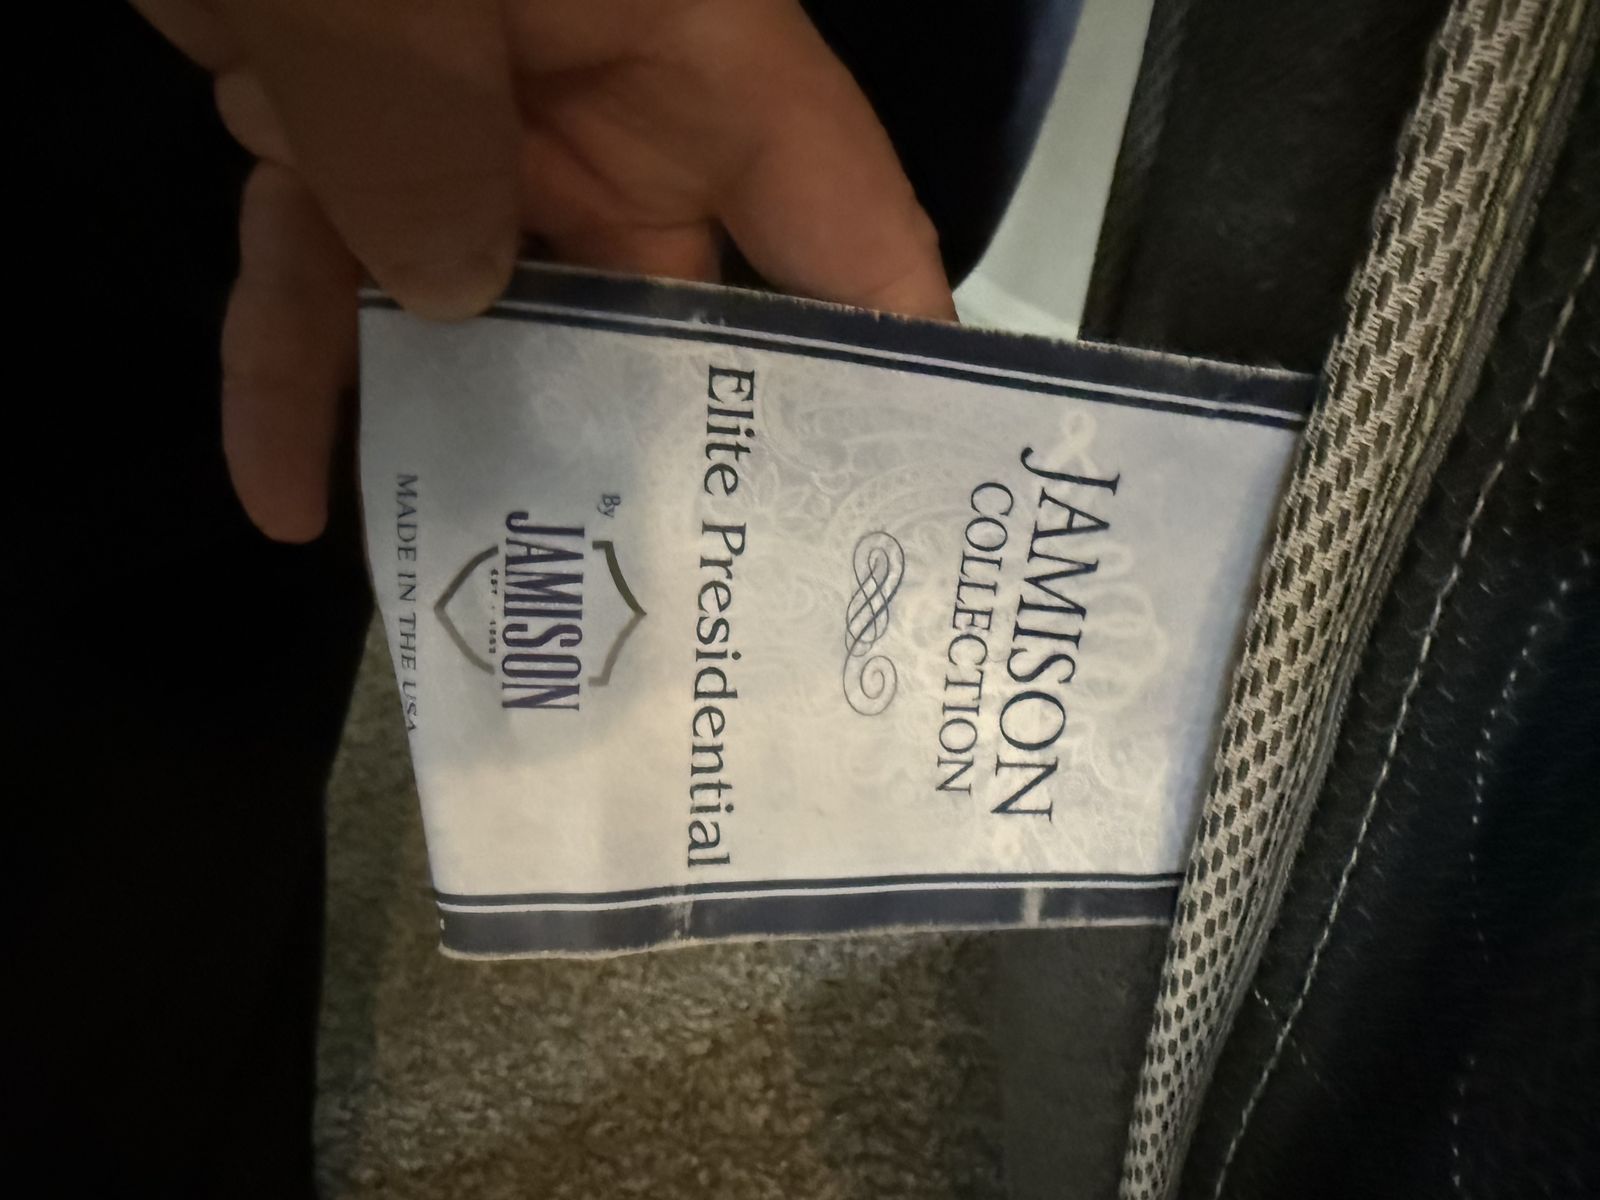 JAMISON
COLLECTION
Elite Presidential
By
JAMISON
MADE IN THE USA